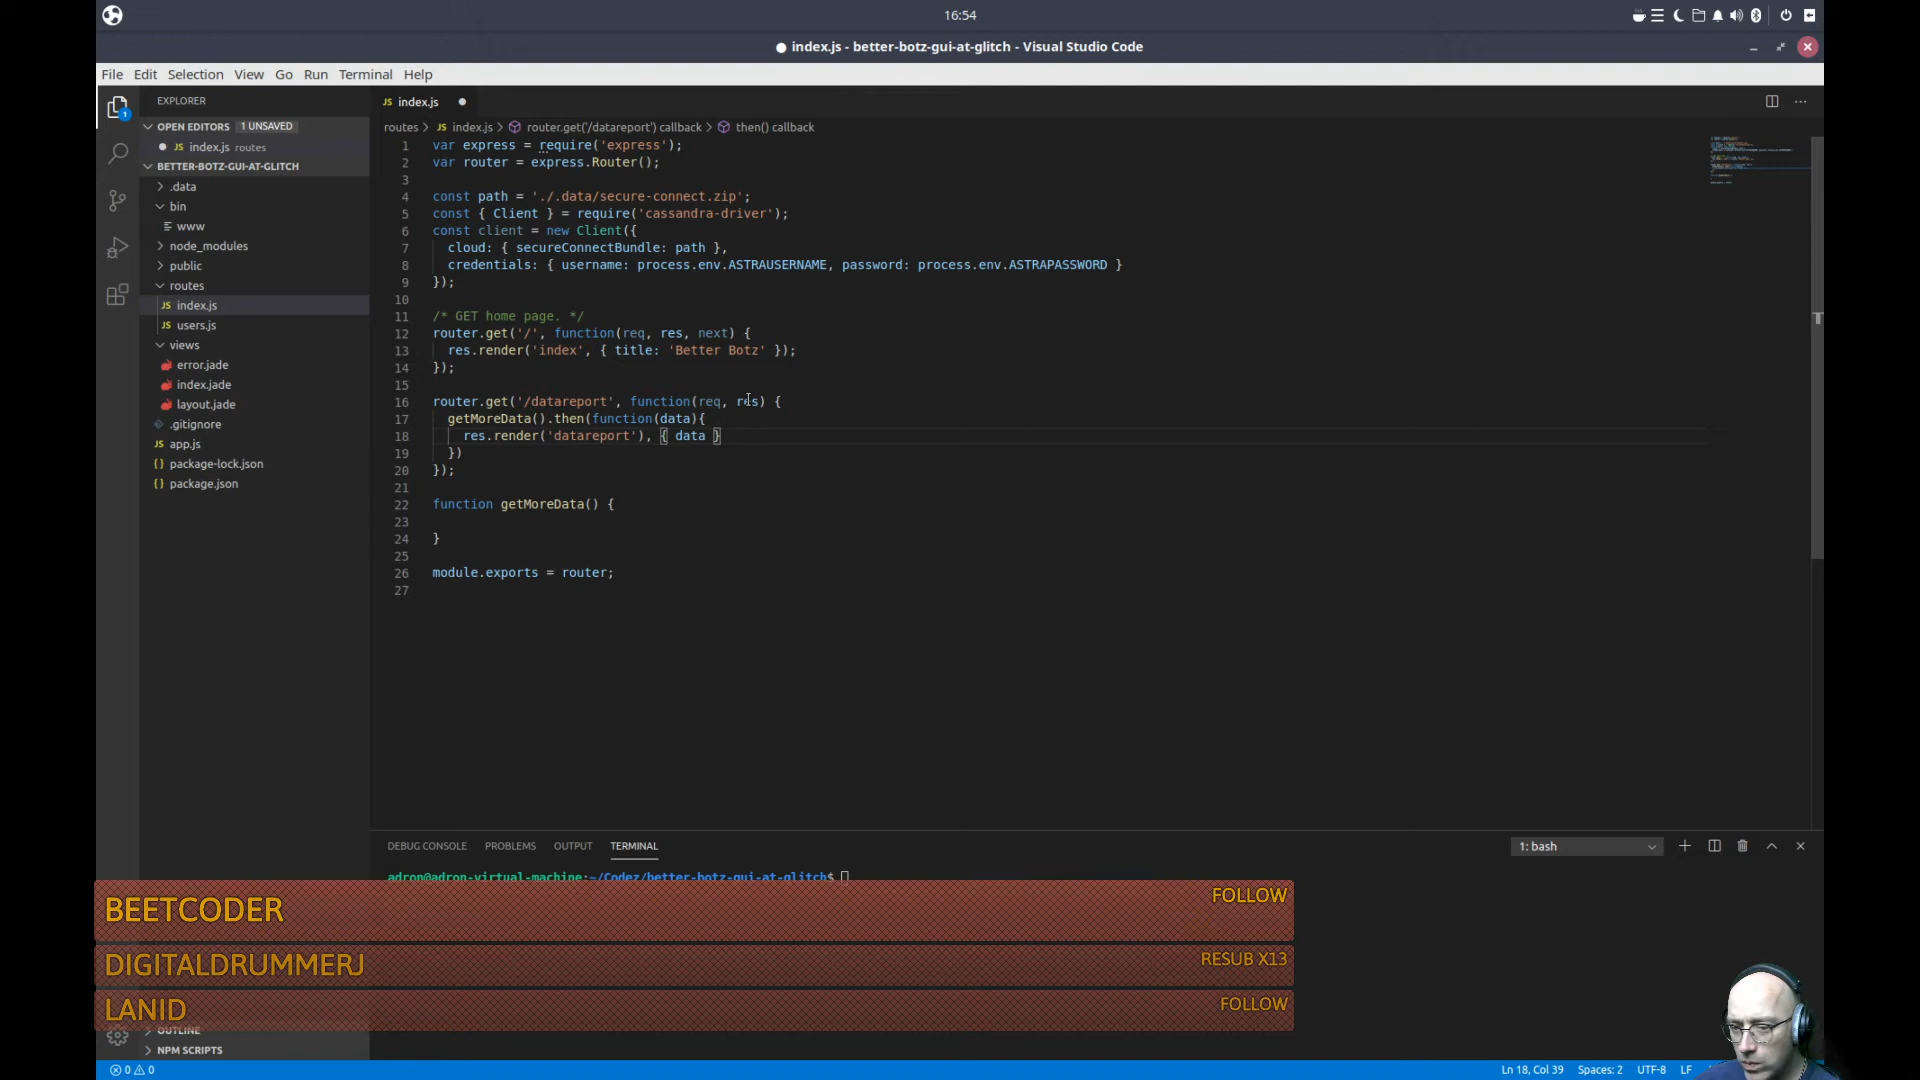 16:54
index.js - better-botz-gui-at-glitch - Visual Studio Code
File Edit Selection View Go Run Terminal Help
EXPLORER
OPEN EDITORS 1 UNSAVED
index.js routes
BETTER-BOTZ-GUI-AT-GLITCH
.data
bin
www
node_modules
public
routes
index.js
users.js
views
error.jade
index.jade
layout.jade
.gitignore
app.js
package-lock.json
package.json
OUTLINE
NPM SCRIPTS
JS index.js
routes > JS index.js > router.get('/datareport') callback > then() callback
1 var express = require('express');
2 var router = express.Router();
3
4 const path = './.data/secure-connect.zip';
5 const { Client } = require('cassandra-driver');
6 const client = new Client({
7 cloud: { secureConnectBundle: path },
8 credentials: { username: process.env.ASTRAUSERNAME, password: process.env.ASTRAPASSWORD }
9 });
10
11 /* GET home page. */
12 router.get('/', function(req, res, next) {
13 res.render('index', { title: 'Better Botz' });
14 });
15
16 router.get('/datareport', function(req, res) {
17 getMoreData().then(function(data){
18 res.render('datareport'), { data }
19 })
20 });
21
22 function getMoreData() {
23
24 }
25
26 module.exports = router;
27
DEBUG CONSOLE PROBLEMS OUTPUT TERMINAL
1: bash
adron@adron-virtual-machine:~/Codez/better-botz-gui-at-glitch$
BEETCODER FOLLOW
DIGITALDRUMMERJ RESUB X13
LANID FOLLOW
0 0
Ln 18, Col 39 Spaces: 2 UTF-8 LF